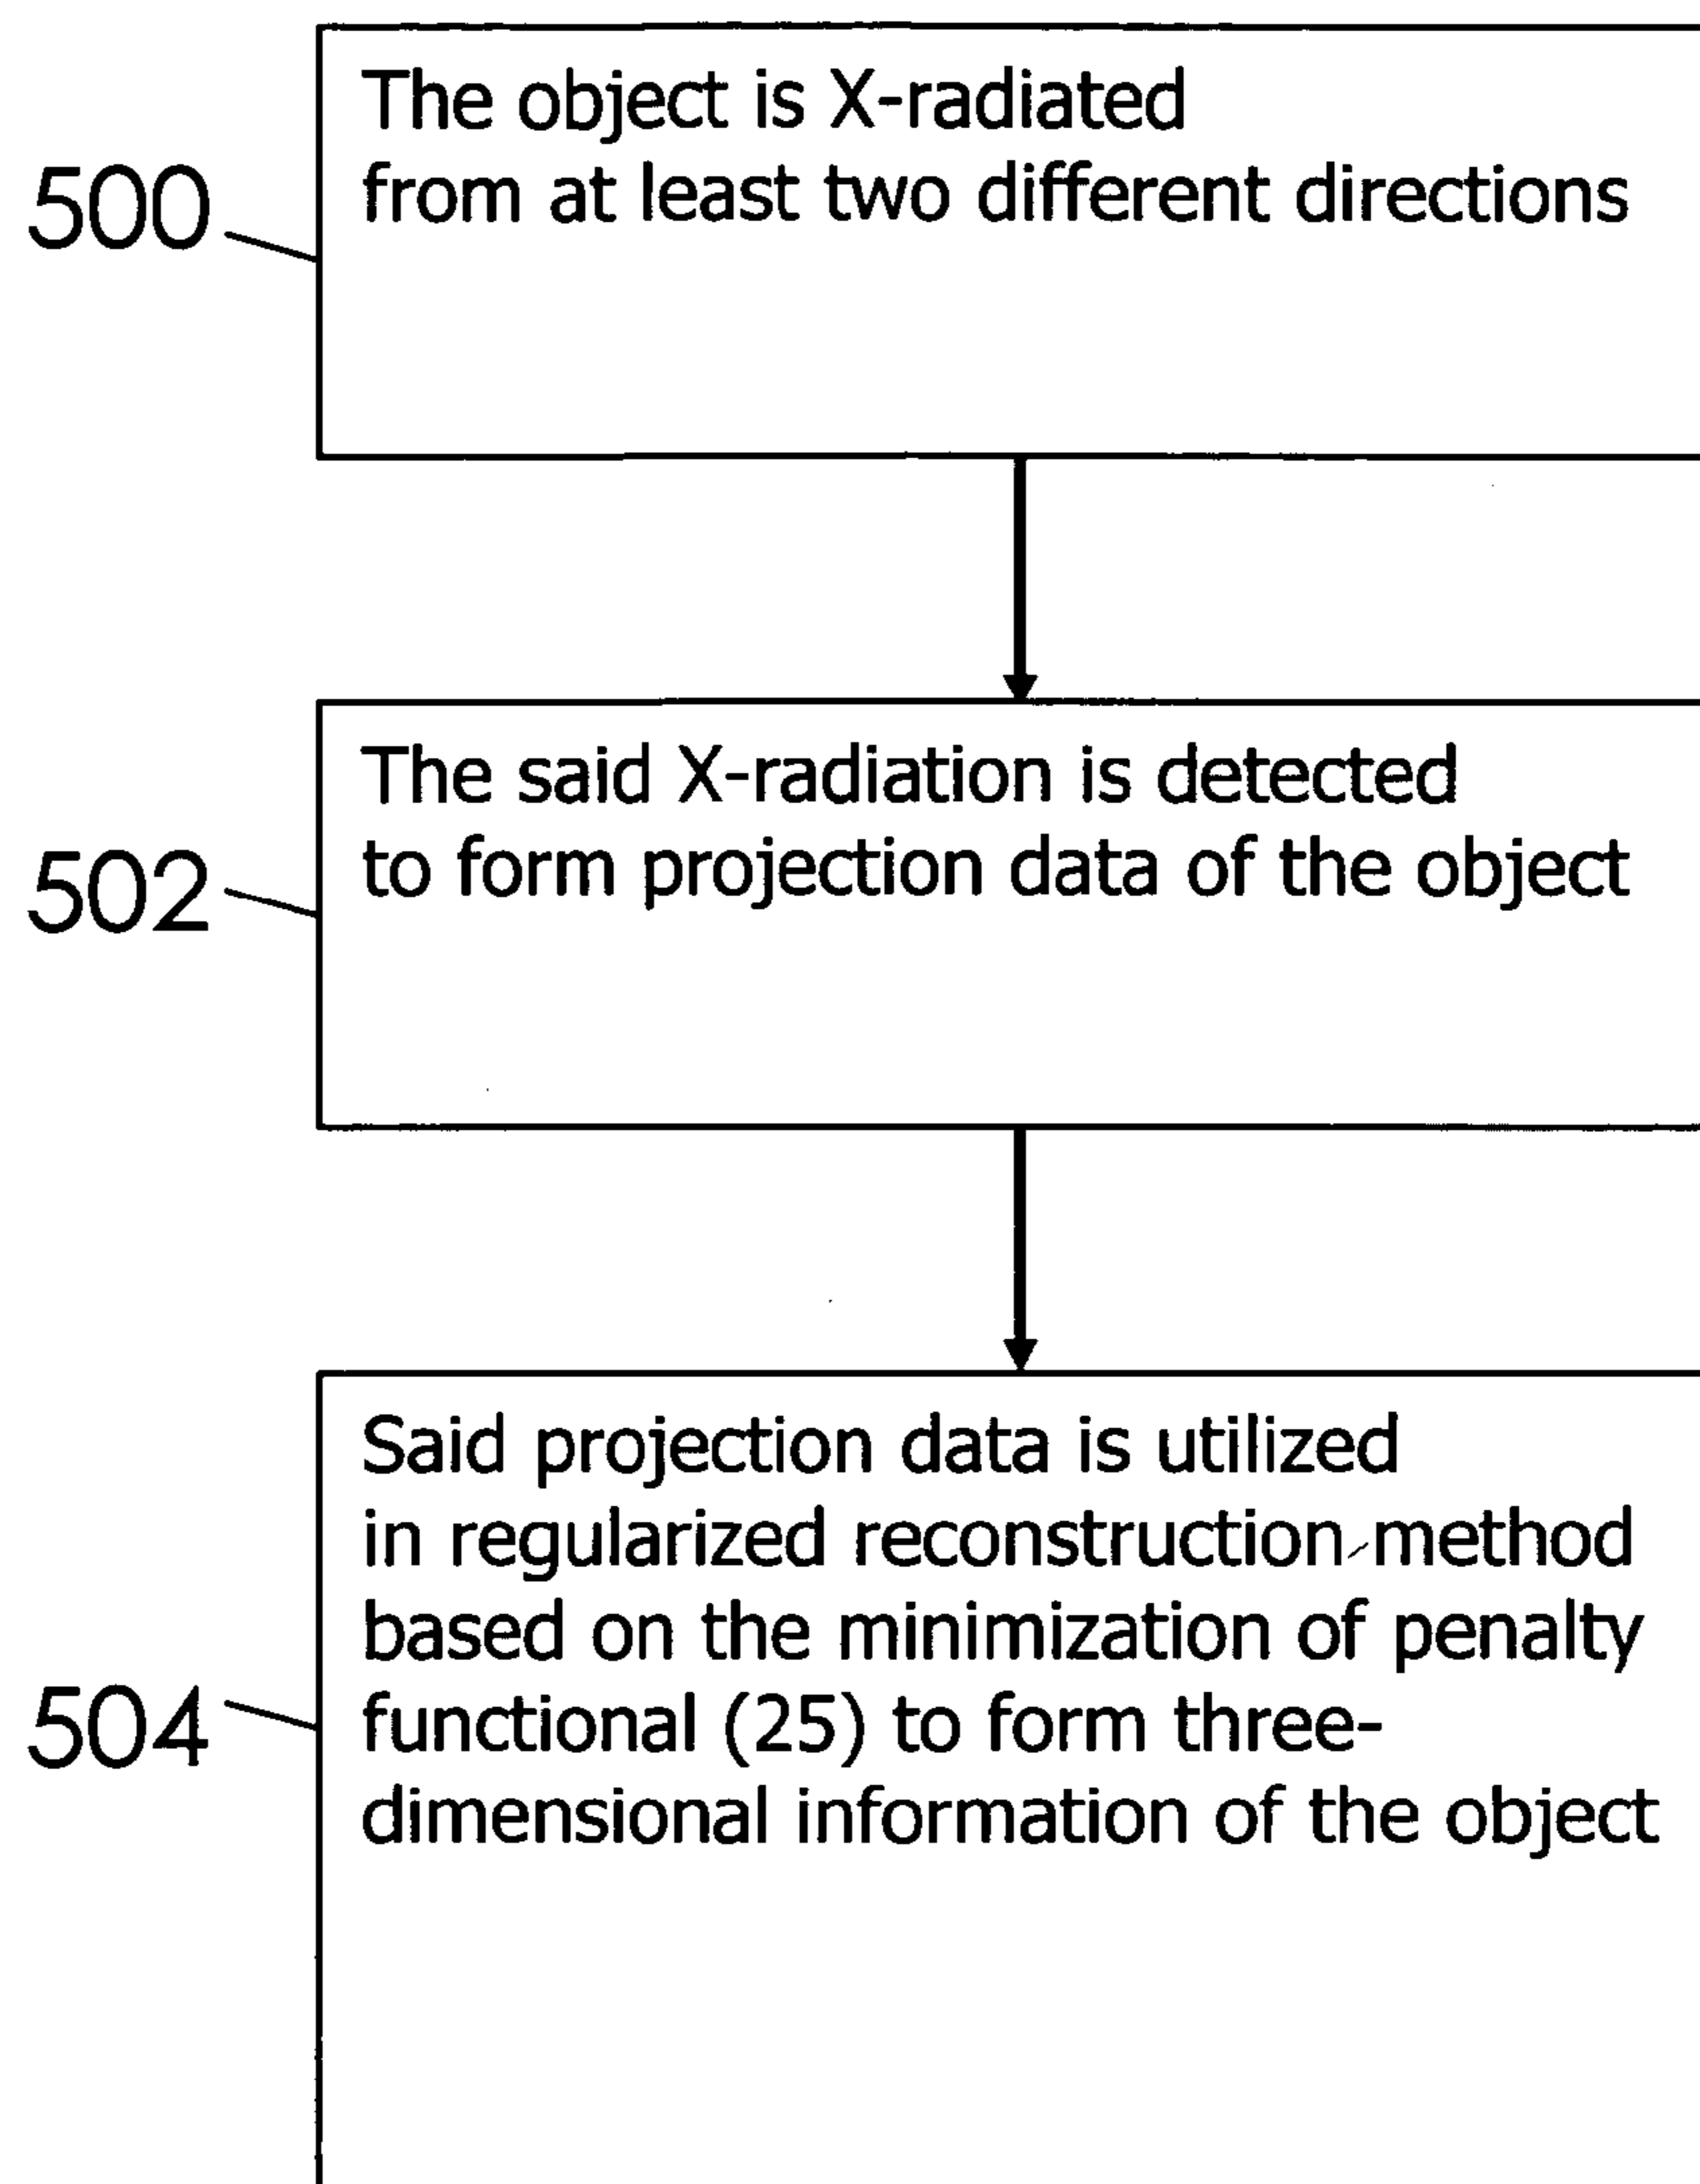 The object is X-radiated
from at least two different directions
500
The said X-radiation is detected
to form projection data of the object
502
Said projection data is utilized
in regularized reconstruction method
based on the minimization of penalty
functional (25) to form three-
dimensional information of the object
504